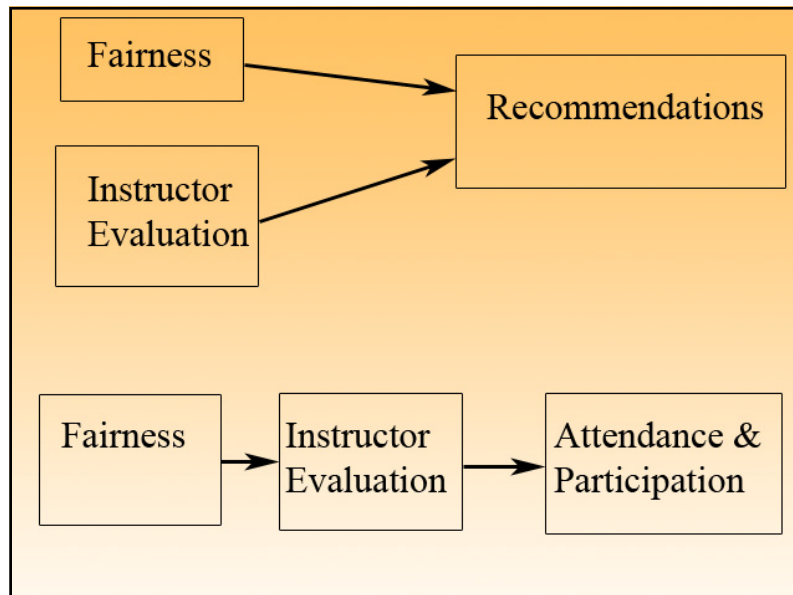 Fairness
Recommendations
Instructor
Evaluation
Fairness
Instructor
Evaluation
Attendance &
Participation